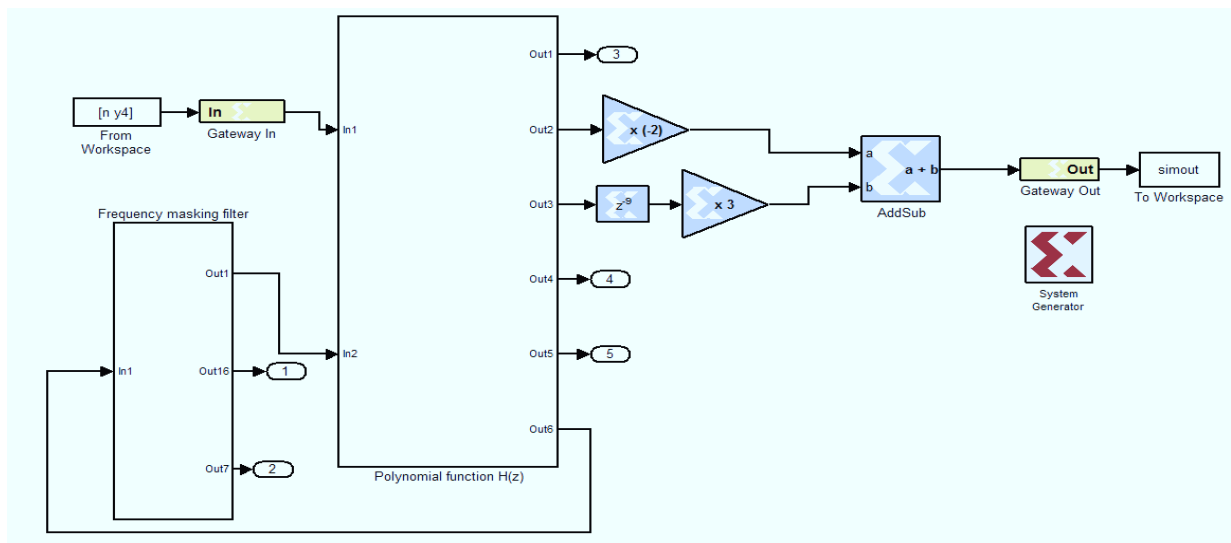 [n y4]
From
Workspace
In
Gateway In
In1
In2
Out1
Out2
Out3
Out4
Out5
Out6
Polynomial function H(z)
3
x (-2)
z-9
x 3
4
5
a
b
a + b
AddSub
Out
Gateway Out
simout
To Workspace
System
Generator
Frequency masking filter
In1
Out1
Out16
Out7
1
2